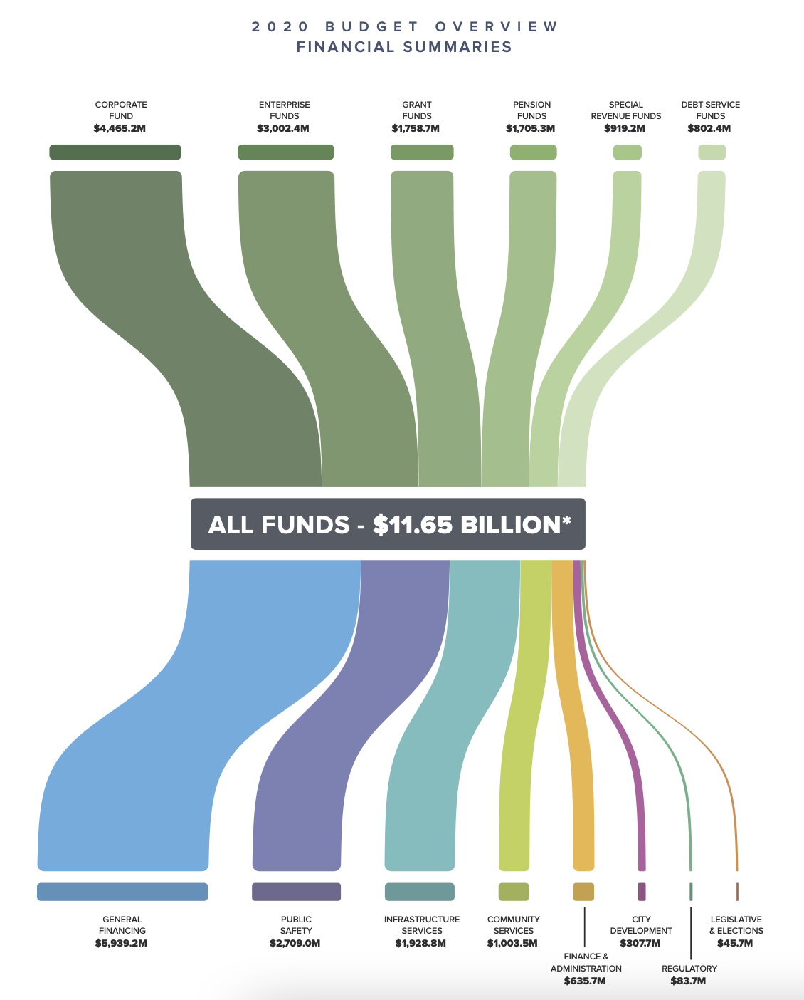 2020 BUDGET OVERVIEW
FINANCIAL SUMMARIES
CORPORATE
FUND
$4,465.2M
ENTERPRISE
FUNDS
$3,002.4M
GRANT
FUNDS
$1,758.7M
PENSION
FUNDS
$1,705.3M
SPECIAL
REVENUE FUNDS
$919.2M
DEBT SERVICE
FUNDS
$802.4M
ALL FUNDS - $11.65 BILLION*
GENERAL
FINANCING
$5,939.2M
PUBLIC
SAFETY
$2,709.0M
INFRASTRUCTURE
SERVICES
$1,928.8M
COMMUNITY
SERVICES
$1,003.5M
FINANCE &
ADMINISTRATION
$635.7M
CITY
DEVELOPMENT
$307.7M
REGULATORY
$83.7M
LEGISLATIVE
& ELECTIONS
$45.7M